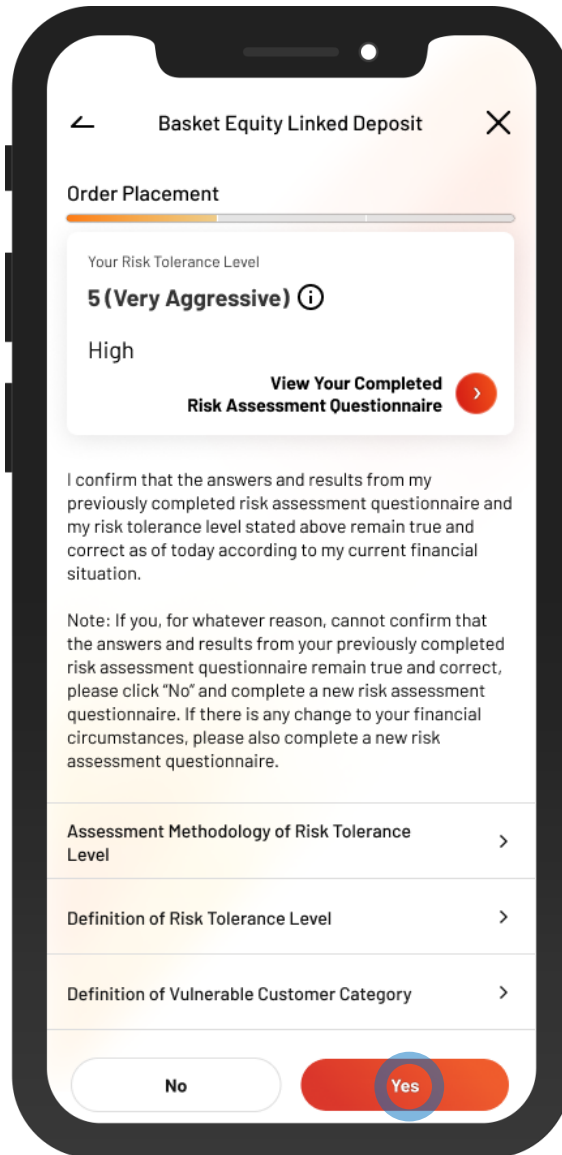 Basket Equity Linked Deposit
Order Placement
Your Risk Tolerance Level
5 (Very Aggressive)
High
View Your Completed
Risk Assessment Questionnaire
I confirm that the answers and results from my
previously completed risk assessment questionnaire and
my risk tolerance level stated above remain true and
correct as of today according to my current financial
situation.
Note: If you, for whatever reason, cannot confirm that
the answers and results from your previously completed
risk assessment questionnaire remain true and correct,
please click “No” and complete a new risk assessment
questionnaire. If there is any change to your financial
circumstances, please also complete a new risk
assessment questionnaire.
Assessment Methodology of Risk Tolerance
Level
Definition of Risk Tolerance Level
Definition of Vulnerable Customer Category
No
Yes